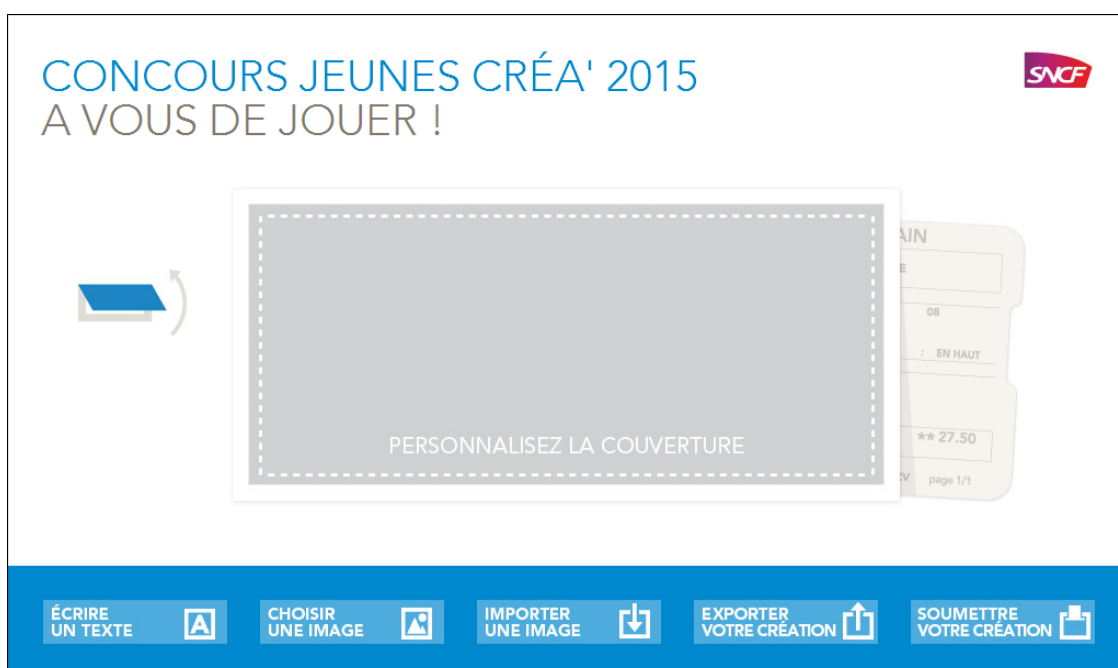 CONCOURS JEUNES CRÉA' 2015
A VOUS DE JOUER !
SNCF
AIN
E
08
: EN HAUT
** 27.50
ZV page 1/1
PERSONNALISEZ LA COUVERTURE
ÉCRIRE
UN TEXTE
A
CHOISIR
UNE IMAGE
IMPORTER
UNE IMAGE
EXPORTER
VOTRE CRÉATION
SOUMETTRE
VOTRE CRÉATION